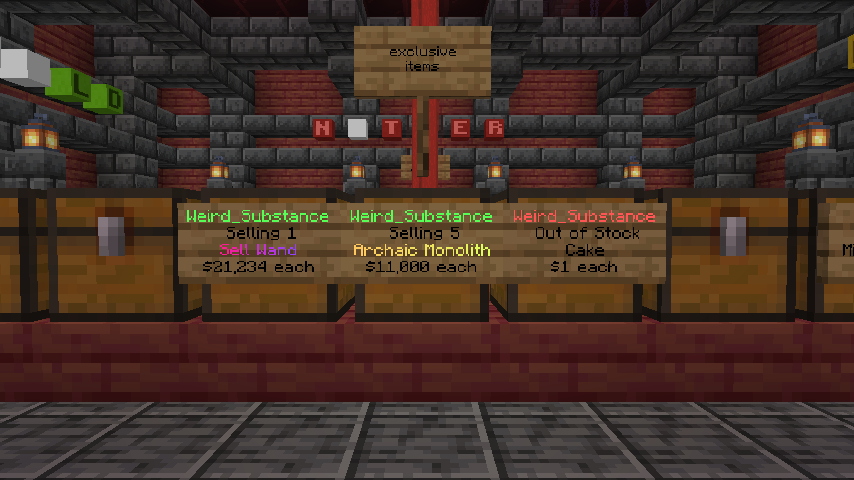 exclusive
items
L D
N T E R
Weird_Substance
Selling 1
Sell Wand
$21,234 each
Weird_Substance
Selling 5
Archaic Monolith
$11,000 each
Weird_Substance
Out of Stock
Cake
$1 each